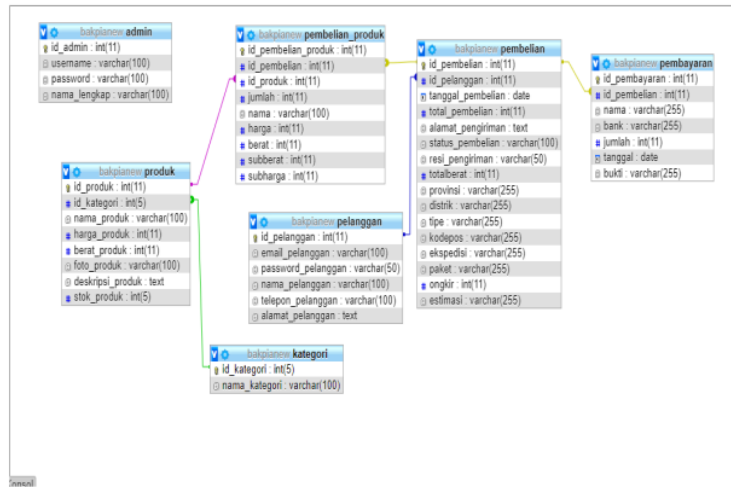 bakpianew admin
id_admin : int(11)
username : varchar(100)
password : varchar(100)
nama_lengkap : varchar(100)
bakpianew pembelian_produk
id_pembelian_produk : int(11)
id_pembelian : int(11)
id_produk : int(11)
jumlah : int(11)
nama : varchar(100)
harga : int(11)
berat : int(11)
subberat : int(11)
subharga : int(11)
bakpianew pembelian
id_pembelian : int(11)
id_pelanggan : int(11)
tanggal_pembelian : date
total_pembelian : int(11)
alamat_pengiriman : text
status_pembelian : varchar(100)
resi_pengiriman : varchar(50)
totalberat : int(11)
provinsi : varchar(255)
distrik : varchar(255)
tipe : varchar(255)
kodepos : varchar(255)
ekspedisi : varchar(255)
paket : varchar(255)
ongkir : int(11)
estimasi : varchar(255)
bakpianew pembayaran
id_pembayaran : int(11)
id_pembelian : int(11)
nama : varchar(255)
bank : varchar(255)
jumlah : int(11)
tanggal : date
bukti : varchar(255)
bakpianew produk
id_produk : int(11)
id_kategori : int(5)
nama_produk : varchar(100)
harga_produk : int(11)
berat_produk : int(11)
foto_produk : varchar(100)
deskripsi_produk : text
stok_produk : int(5)
bakpianew pelanggan
id_pelanggan : int(11)
email_pelanggan : varchar(100)
password_pelanggan : varchar(50)
nama_pelanggan : varchar(100)
telepon_pelanggan : varchar(100)
alamat_pelanggan : text
bakpianew kategori
id_kategori : int(5)
nama_kategori : varchar(100)